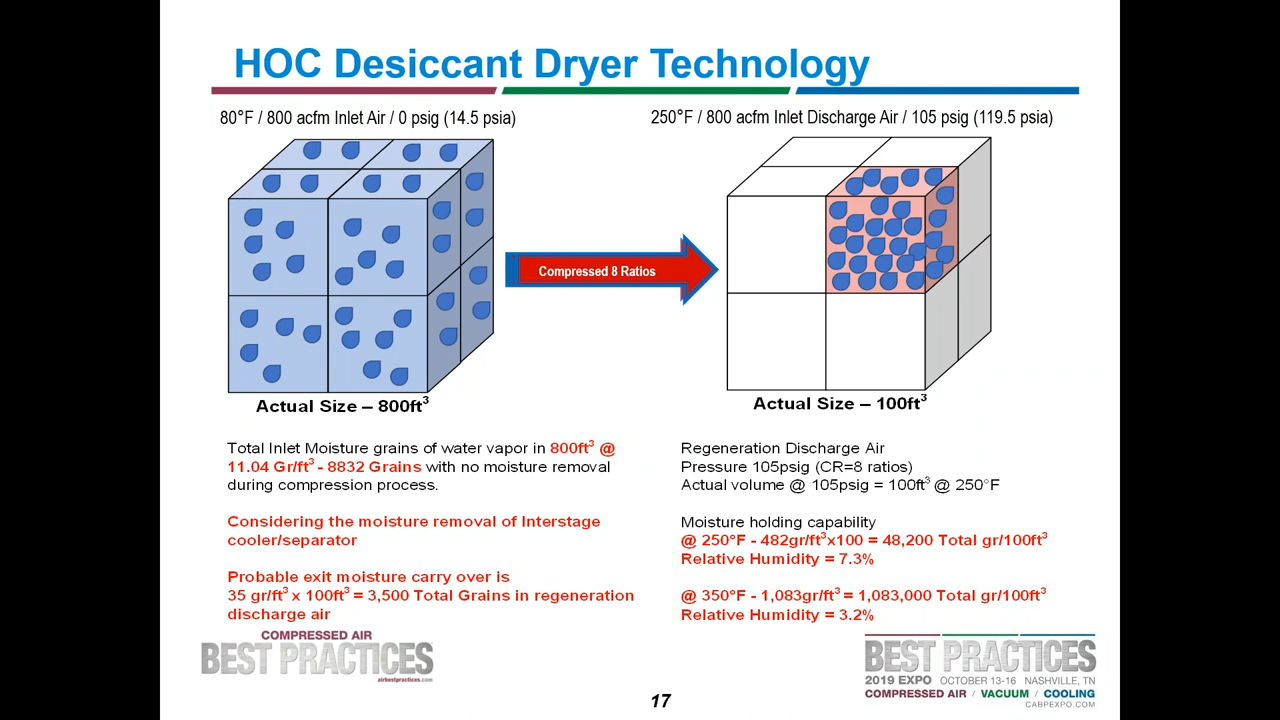 HOC Desiccant Dryer Technology
80°F / 800 acfm Inlet Air / 0 psig (14.5 psia)
250°F / 800 acfm Inlet Discharge Air / 105 psig (119.5 psia)
Compressed 8 Ratios
Actual Size – 800ft³
Actual Size – 100ft³
Total Inlet Moisture grains of water vapor in 800ft³ @
11.04 Gr/ft³ - 8832 Grains with no moisture removal
during compression process.
Considering the moisture removal of Interstage
cooler/separator
Probable exit moisture carry over is
35 gr/ft³ x 100ft³ = 3,500 Total Grains in regeneration
discharge air
Regeneration Discharge Air
Pressure 105psig (CR=8 ratios)
Actual volume @ 105psig = 100ft³ @ 250°F
Moisture holding capability
@ 250°F - 482gr/ft³x100 = 48,200 Total gr/100ft³
Relative Humidity = 7.3%
@ 350°F - 1,083gr/ft³ = 1,083,000 Total gr/100ft³
Relative Humidity = 3.2%
COMPRESSED AIR
BEST PRACTICES
airbestpractices.com
BEST PRACTICES
2019 EXPO OCTOBER 13-16 NASHVILLE, TN
COMPRESSED AIR / VACUUM / COOLING
CABPEXPO.COM
17